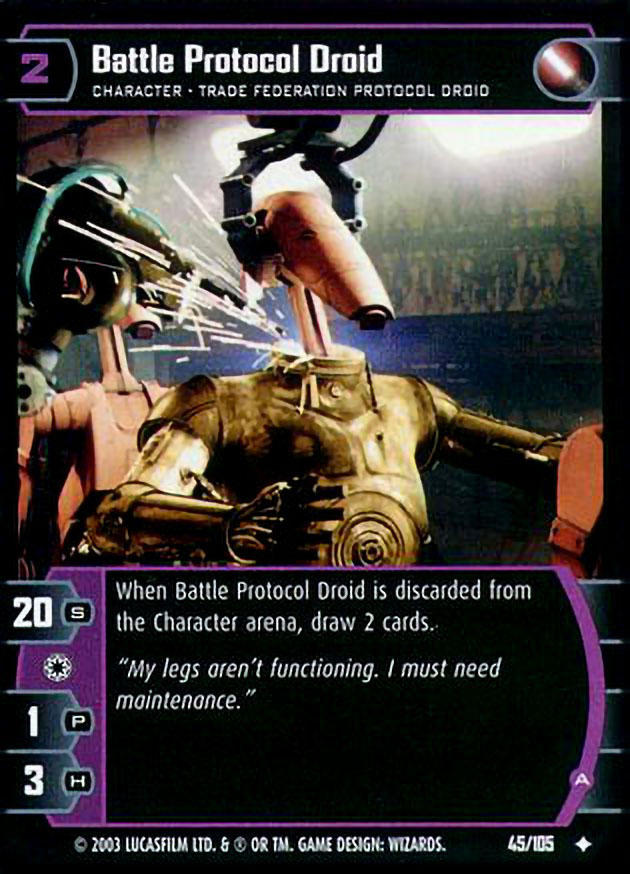 2
Battle Protocol Droid
CHARACTER · TRADE FEDERATION PROTOCOL DROID
When Battle Protocol Droid is discarded from
the Character arena, draw 2 cards.
"My legs aren't functioning. I must need
maintenance."
20 S
1 P
3 H
A
© 2003 LUCASFILM LTD. & ® OR TM. GAME DESIGN: WIZARDS. 45/105